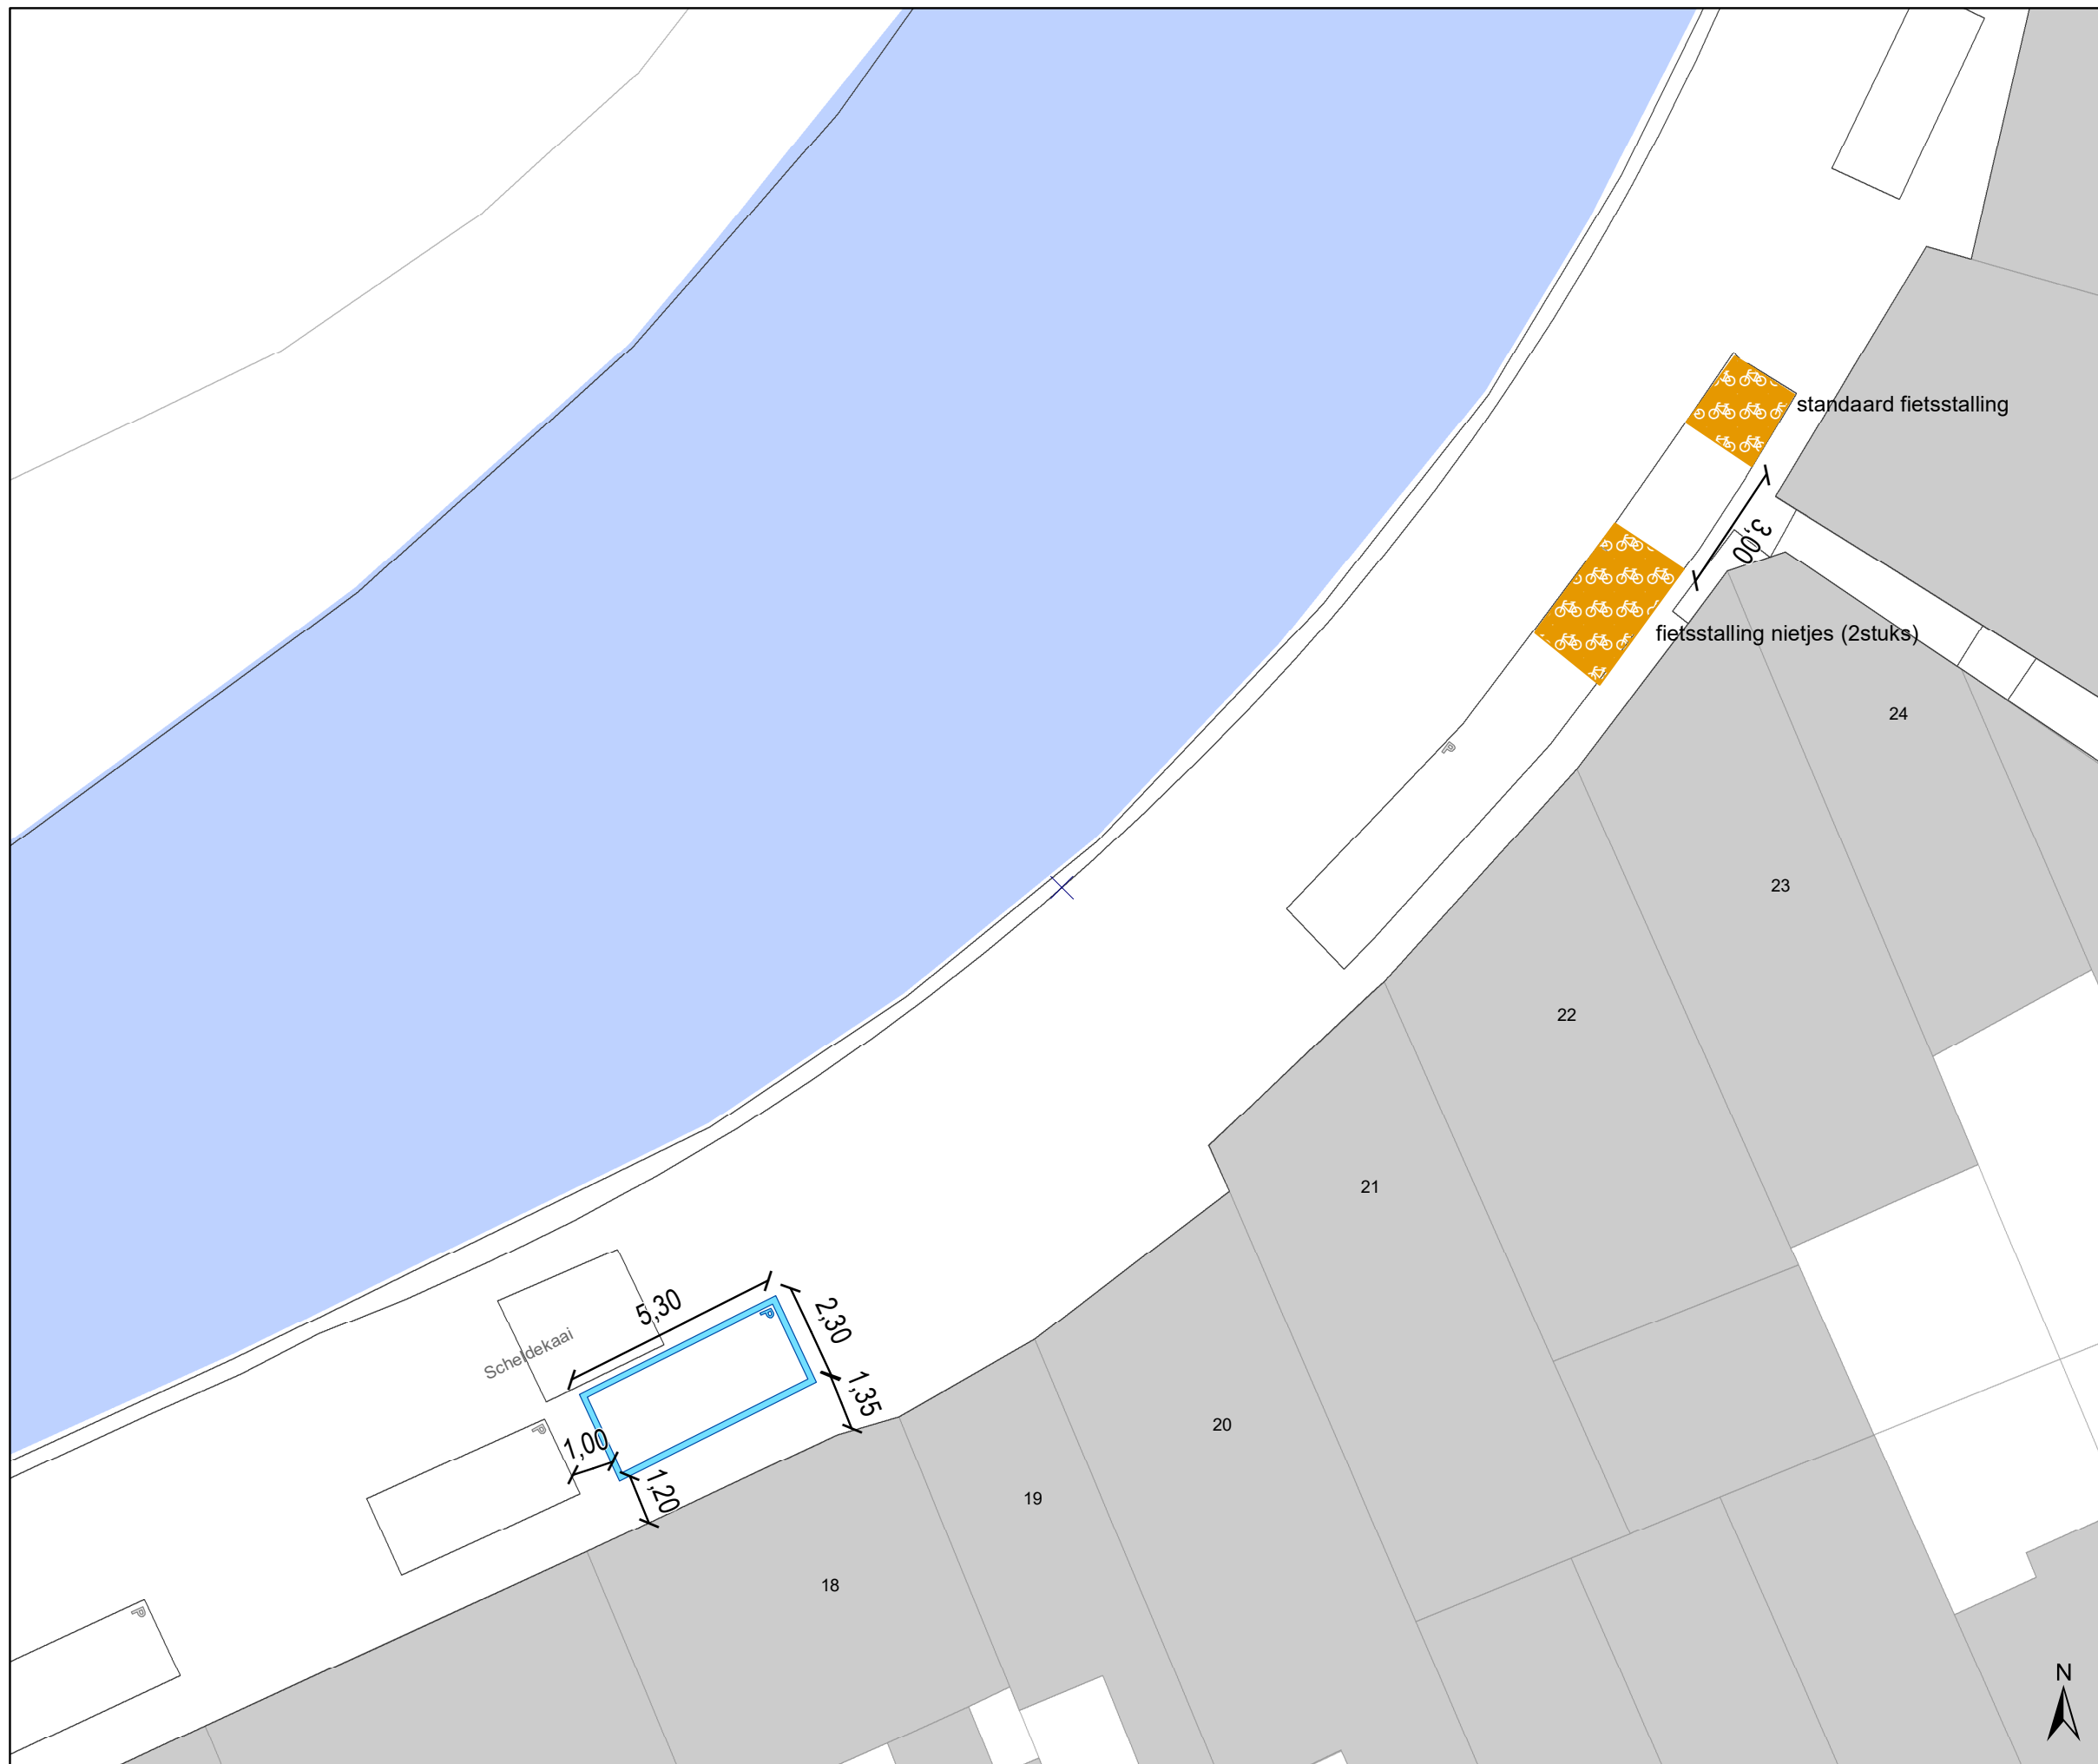 standaard fietsstalling
3,00
fietsstalling nietjes (2stuks)
24
P
23
22
21
5,30
2,30
P
Scheldekaai
1,35
P
1,00
1,20
20
19
18
P
N